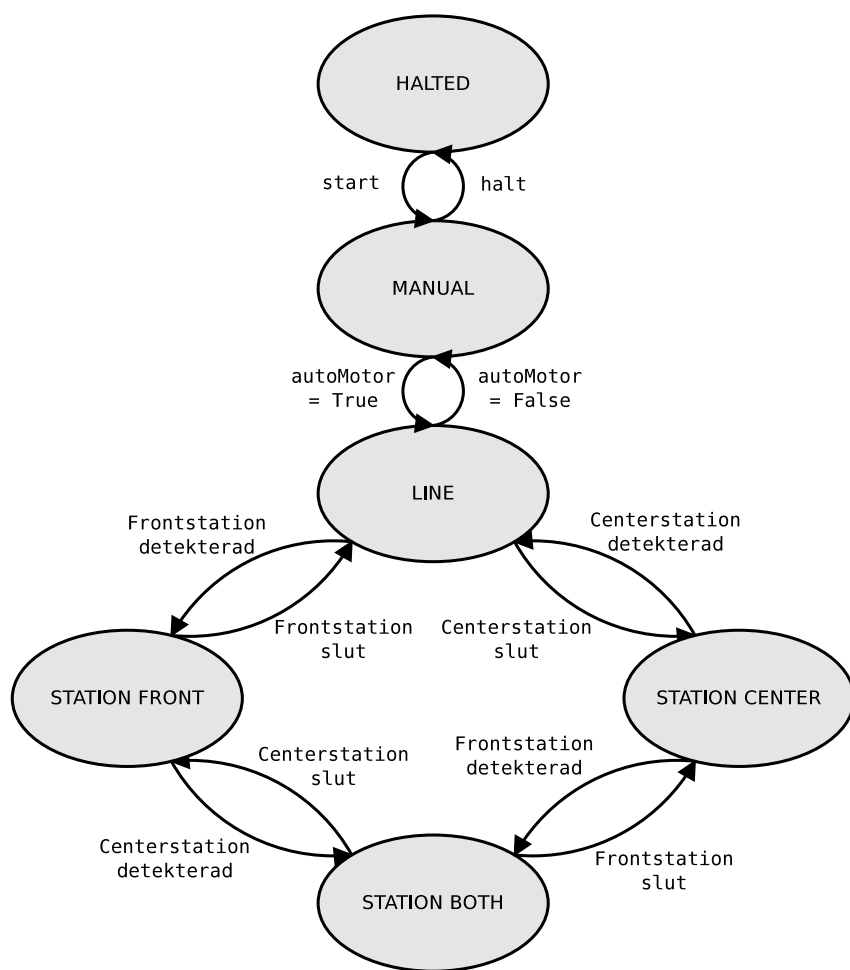 HALTED
start
halt
MANUAL
autoMotor
= True
autoMotor
= False
LINE
Frontstation
detekterad
Centerstation
detekterad
Frontstation
slut
Centerstation
slut
STATION FRONT
STATION CENTER
Centerstation
slut
Frontstation
detekterad
Centerstation
detekterad
Frontstation
slut
STATION BOTH